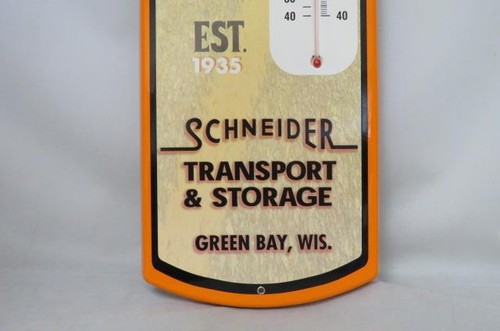 40 40
EST.
1935
SCHNEIDER
TRANSPORT
& STORAGE
GREEN BAY, WIS.